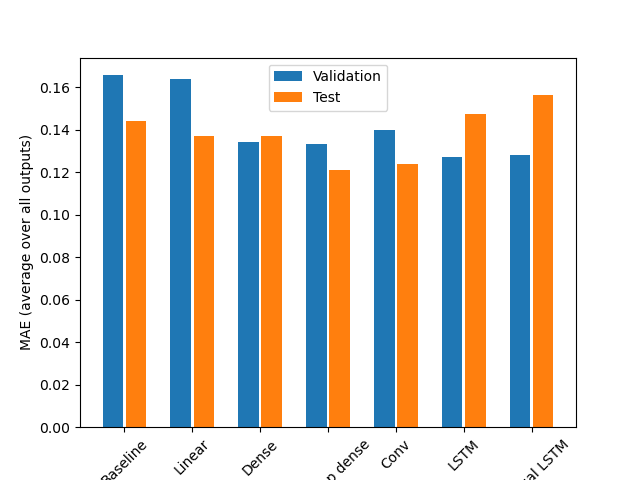 Validation
Test
MAE (average over all outputs)
0.16
0.14
0.12
0.10
0.08
0.06
0.04
0.02
0.00
Baseline
Linear
Dense
p dense
Conv
LSTM
al LSTM